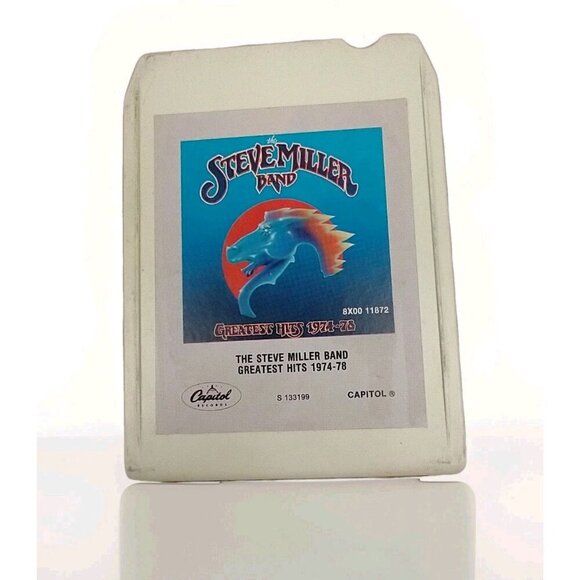 the
STEVE MILLER
BAND
8X00 11872
GREATEST HITS 1974-78
THE STEVE MILLER BAND
GREATEST HITS 1974-78
Capitol
RECORDS
S 133199
CAPITOL ®